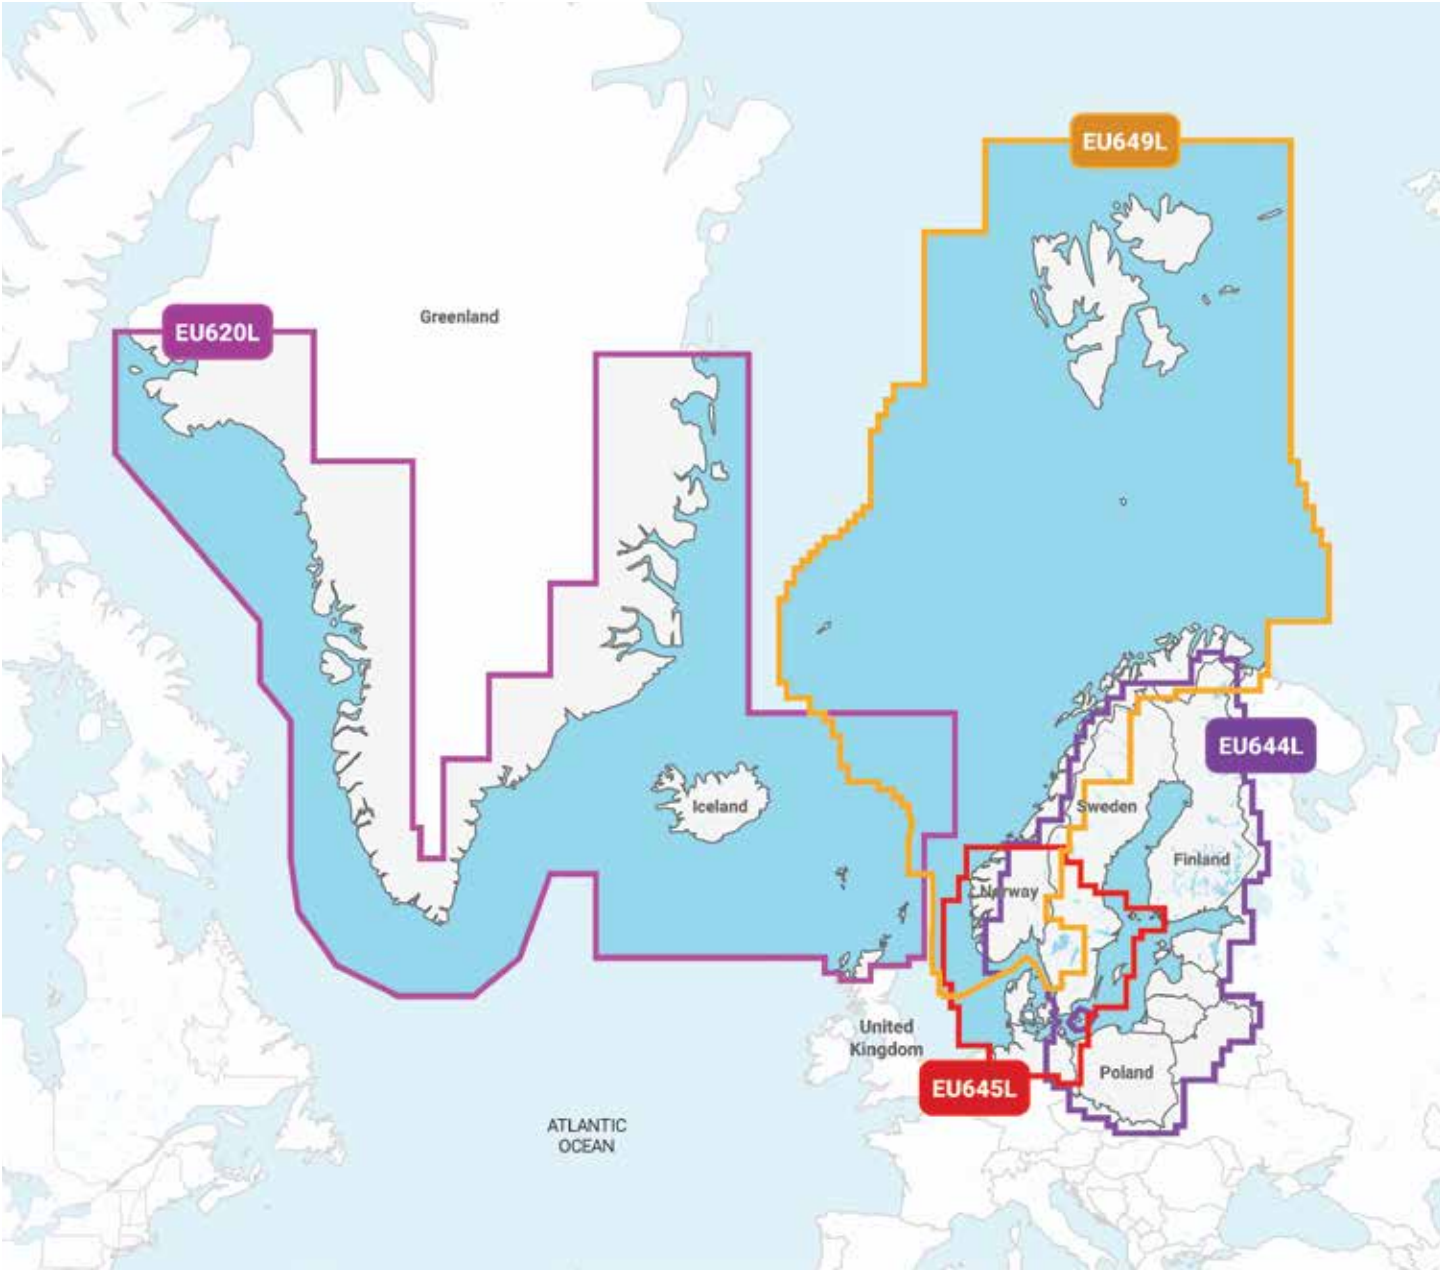 EU649L
Greenland
EU620L
EU644L
Iceland
Sweden
Finland
Norway
United
Kingdom
Poland
EU645L
ATLANTIC
OCEAN